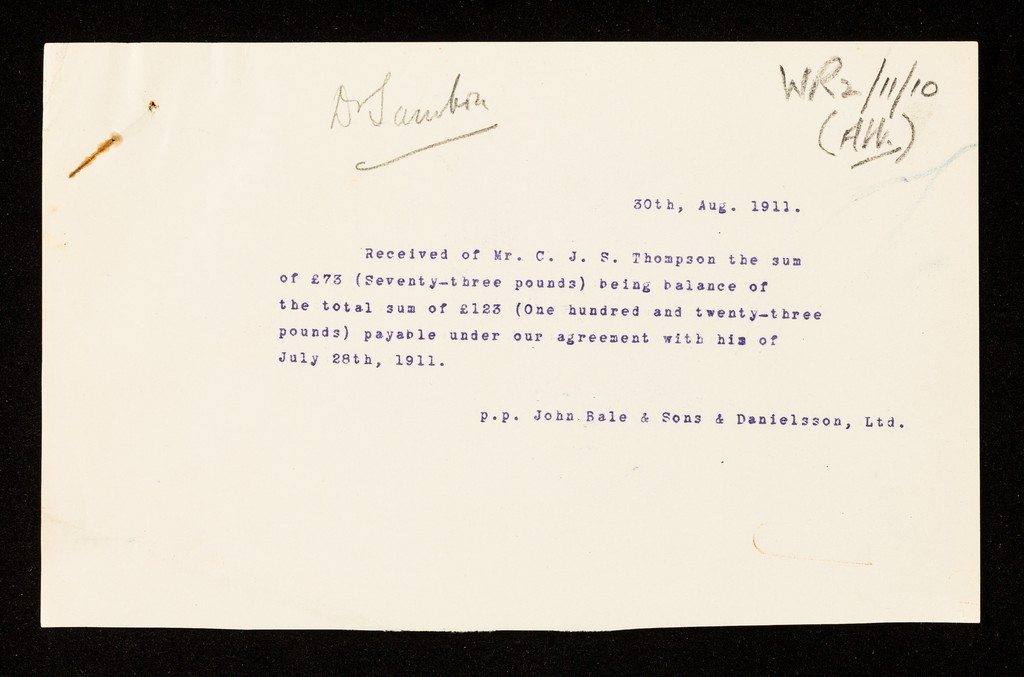 Dr Sambon
WR2/11/10
(AH.)
30th, Aug. 1911.
Received of Mr. C. J. S. Thompson the sum
of £73 (Seventy-three pounds) being balance of
the total sum of £123 (One hundred and twenty-three
pounds) payable under our agreement with him of
July 28th, 1911.
p.p. John Bale & Sons & Danielsson, Ltd.